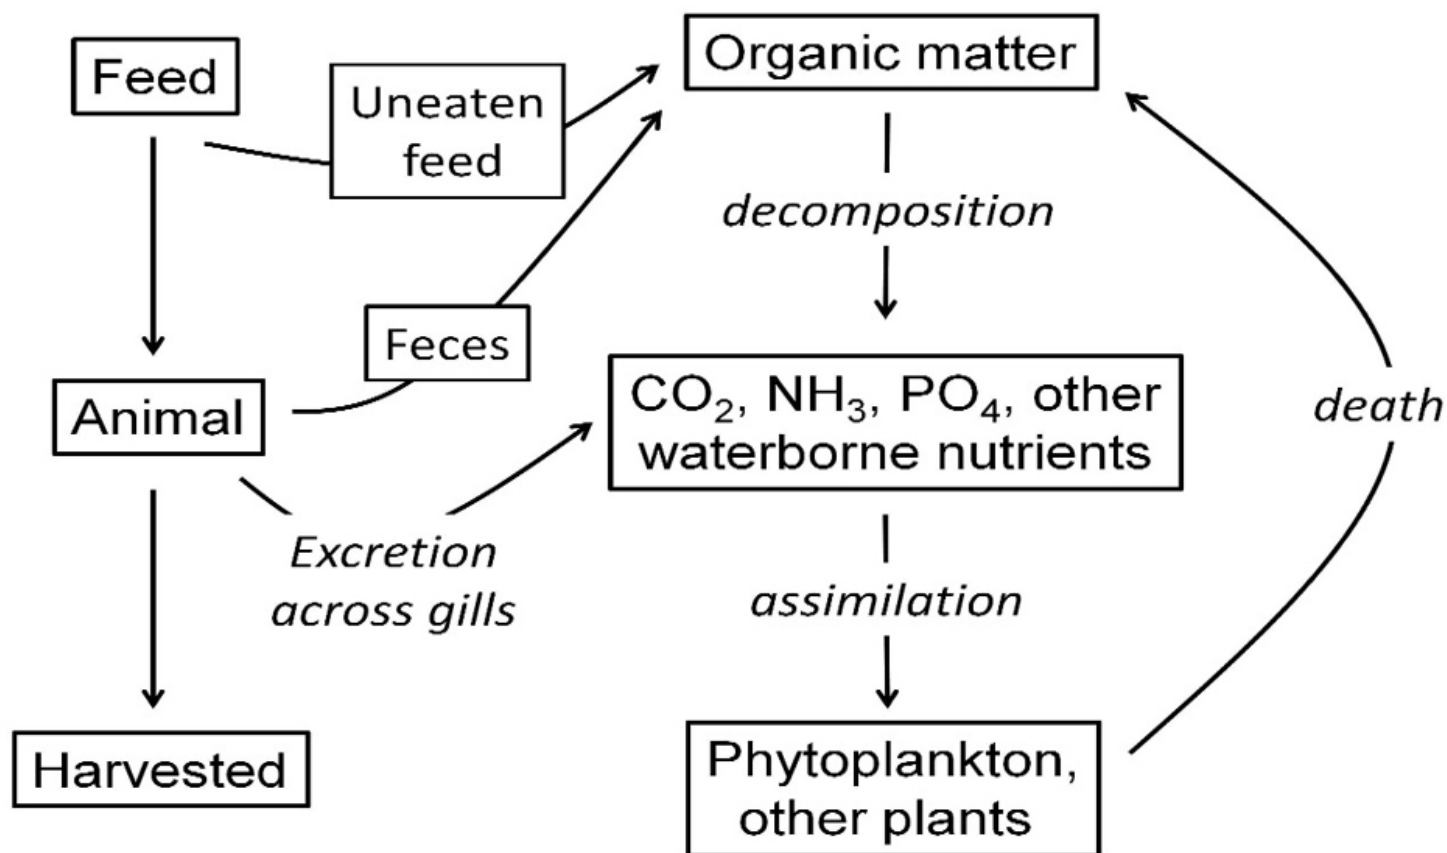 Feed
Uneaten
feed
Organic matter
decomposition
Feces
Animal
CO₂, NH₃, PO₄, other
waterborne nutrients
death
Excretion
across gills
assimilation
Harvested
Phytoplankton,
other plants